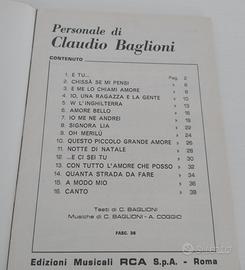 Personale di
Claudio Baglioni
CONTENUTO
1. E TU... Pag. 2
2. CHISSÀ SE MI PENSI » 6
3. E ME LO CHIAMI AMORE » 8
4. IO, UNA RAGAZZA E LA GENTE » 10
5. W L'INGHILTERRA » 13
6. AMORE BELLO » 16
7. IO ME NE ANDREI » 18
8. SIGNORA LIA » 22
9. OH MERILÙ » 24
10. QUESTO PICCOLO GRANDE AMORE » 26
11. NOTTE DI NATALE » 28
12. ...E CI SEI TU » 30
13. CON TUTTO L'AMORE CHE POSSO » 32
14. QUANTA STRADA DA FARE » 34
15. A MODO MIO » 36
16. CANTO » 38
Testi di C. BAGLIONI
Musiche di C. BAGLIONI - A. COGGIO
FASC. 38
Edizioni Musicali RCA S.p.A. - Roma
subito